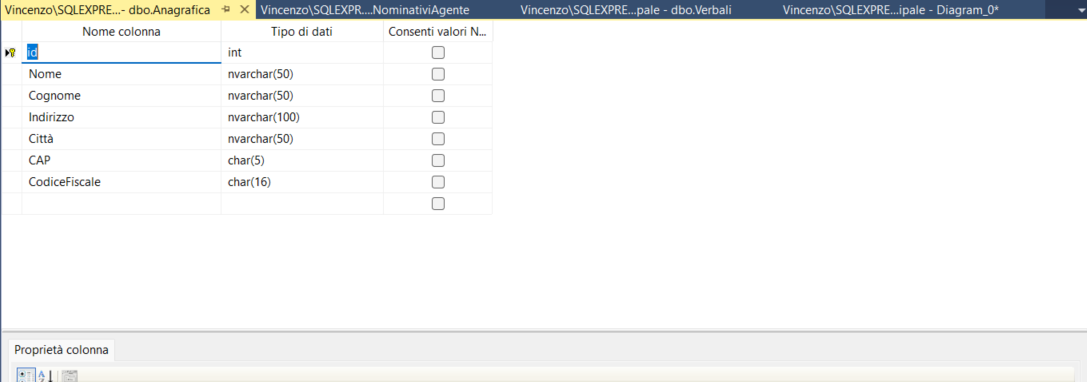 Vincenzo\SQLEXPRE...- dbo.Anagrafica Vincenzo\SQLEXPR....NominativiAgente Vincenzo\SQLEXPRE...pale - dbo.Verbali Vincenzo\SQLEXPRE...ipale - Diagram_0*
Nome colonna Tipo di dati Consenti valori N...
id int
Nome nvarchar(50)
Cognome nvarchar(50)
Indirizzo nvarchar(100)
Città nvarchar(50)
CAP char(5)
CodiceFiscale char(16)
Proprietà colonna